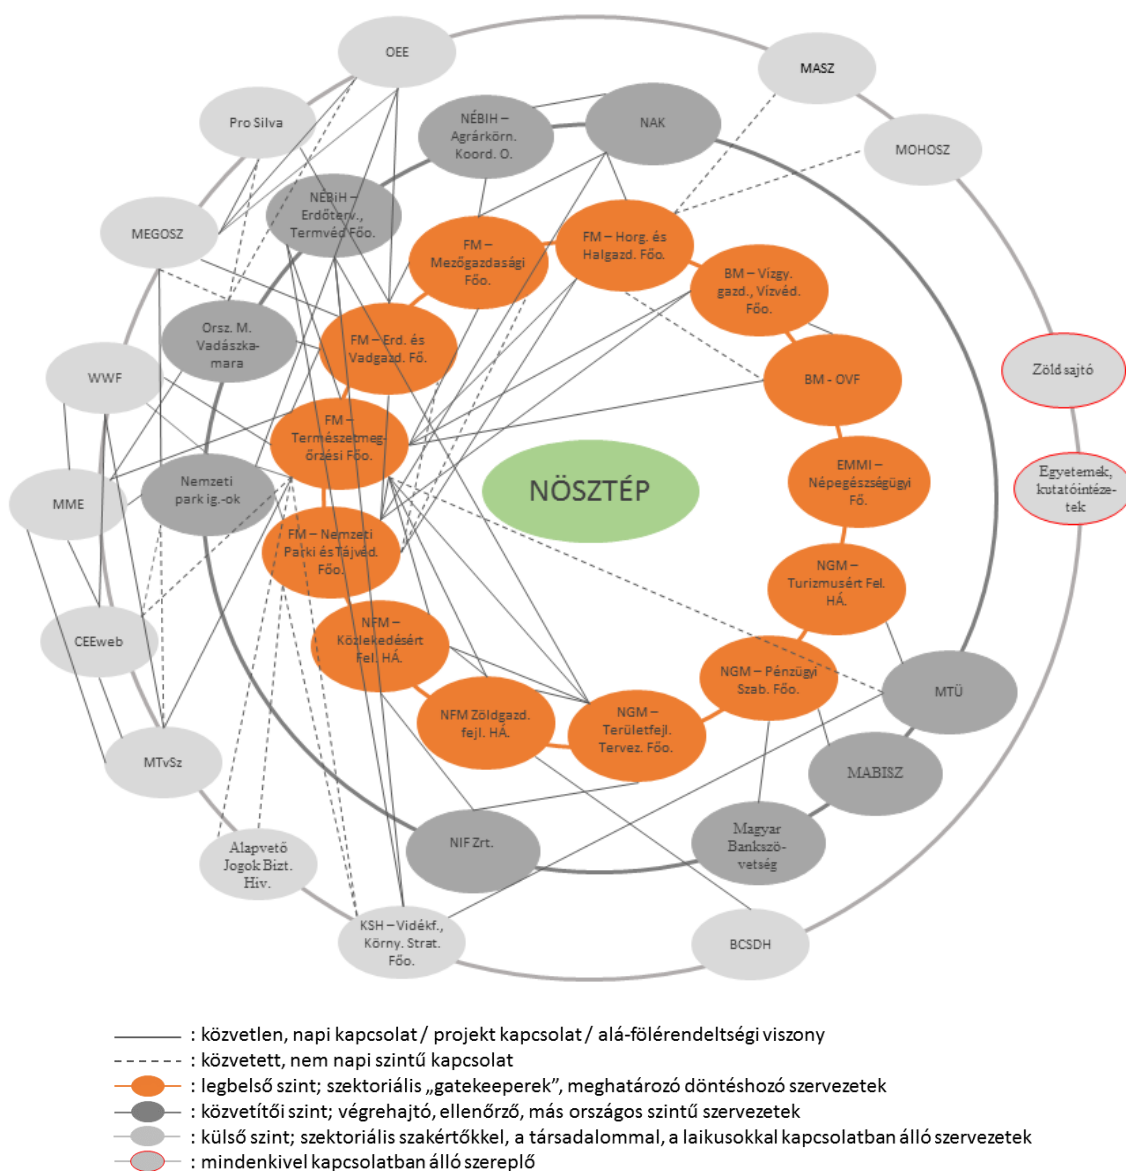 OEE
MASZ
Pro Silva
NÉBIH –
Agrárkörn.
Koord. O.
NAK
MOHOSZ
NÉBiH –
Erdőterv.,
Termvéd Főo.
MEGOSZ
FM –
Mezőgazdasági
Főo.
FM – Horg. és
Halgazd. Főo.
BM – Vízgy.
gazd., Vízvéd.
Főo.
Orsz. M.
Vadászka-
mara
FM – Erd. és
Vadgazd. Fő.
WWF
BM - OVF
Zöld sajtó
FM –
Természetmeg-
őrzési Főo.
EMMI –
Népegészségügyi
Fő.
NÖSZTÉP
Egyetemek,
kutatóintéze-
tek
MME
Nemzeti
park ig.-ok
FM – Nemzeti
Parki és Tájvéd.
Főo.
NGM –
Turizmusért Fel.
HÁ.
CEEweb
NFM –
Közlekedésért
Fel. HÁ.
NGM – Pénzügyi
Szab. Főo.
MTÜ
NFM Zöldgazd.
fejl. HÁ.
NGM –
Területfejl.
Tervez. Főo.
MTvSz
MABISZ
Alapvető
Jogok Bizt.
Hiv.
NIF Zrt.
Magyar
Bankszö-
vetség
KSH – Vidékf.,
Körny. Strat.
Főo.
BCSDH
: közvetlen, napi kapcsolat / projekt kapcsolat / alá-fölérendeltségi viszony
: közvetett, nem napi szintű kapcsolat
: legbelső szint; szektoriális „gatekeeperek”, meghatározó döntéshozó szervezetek
: közvetítői szint; végrehajtó, ellenőrző, más országos szintű szervezetek
: külső szint; szektoriális szakértőkkel, a társadalommal, a laikusokkal kapcsolatban álló szervezetek
: mindenkivel kapcsolatban álló szereplő